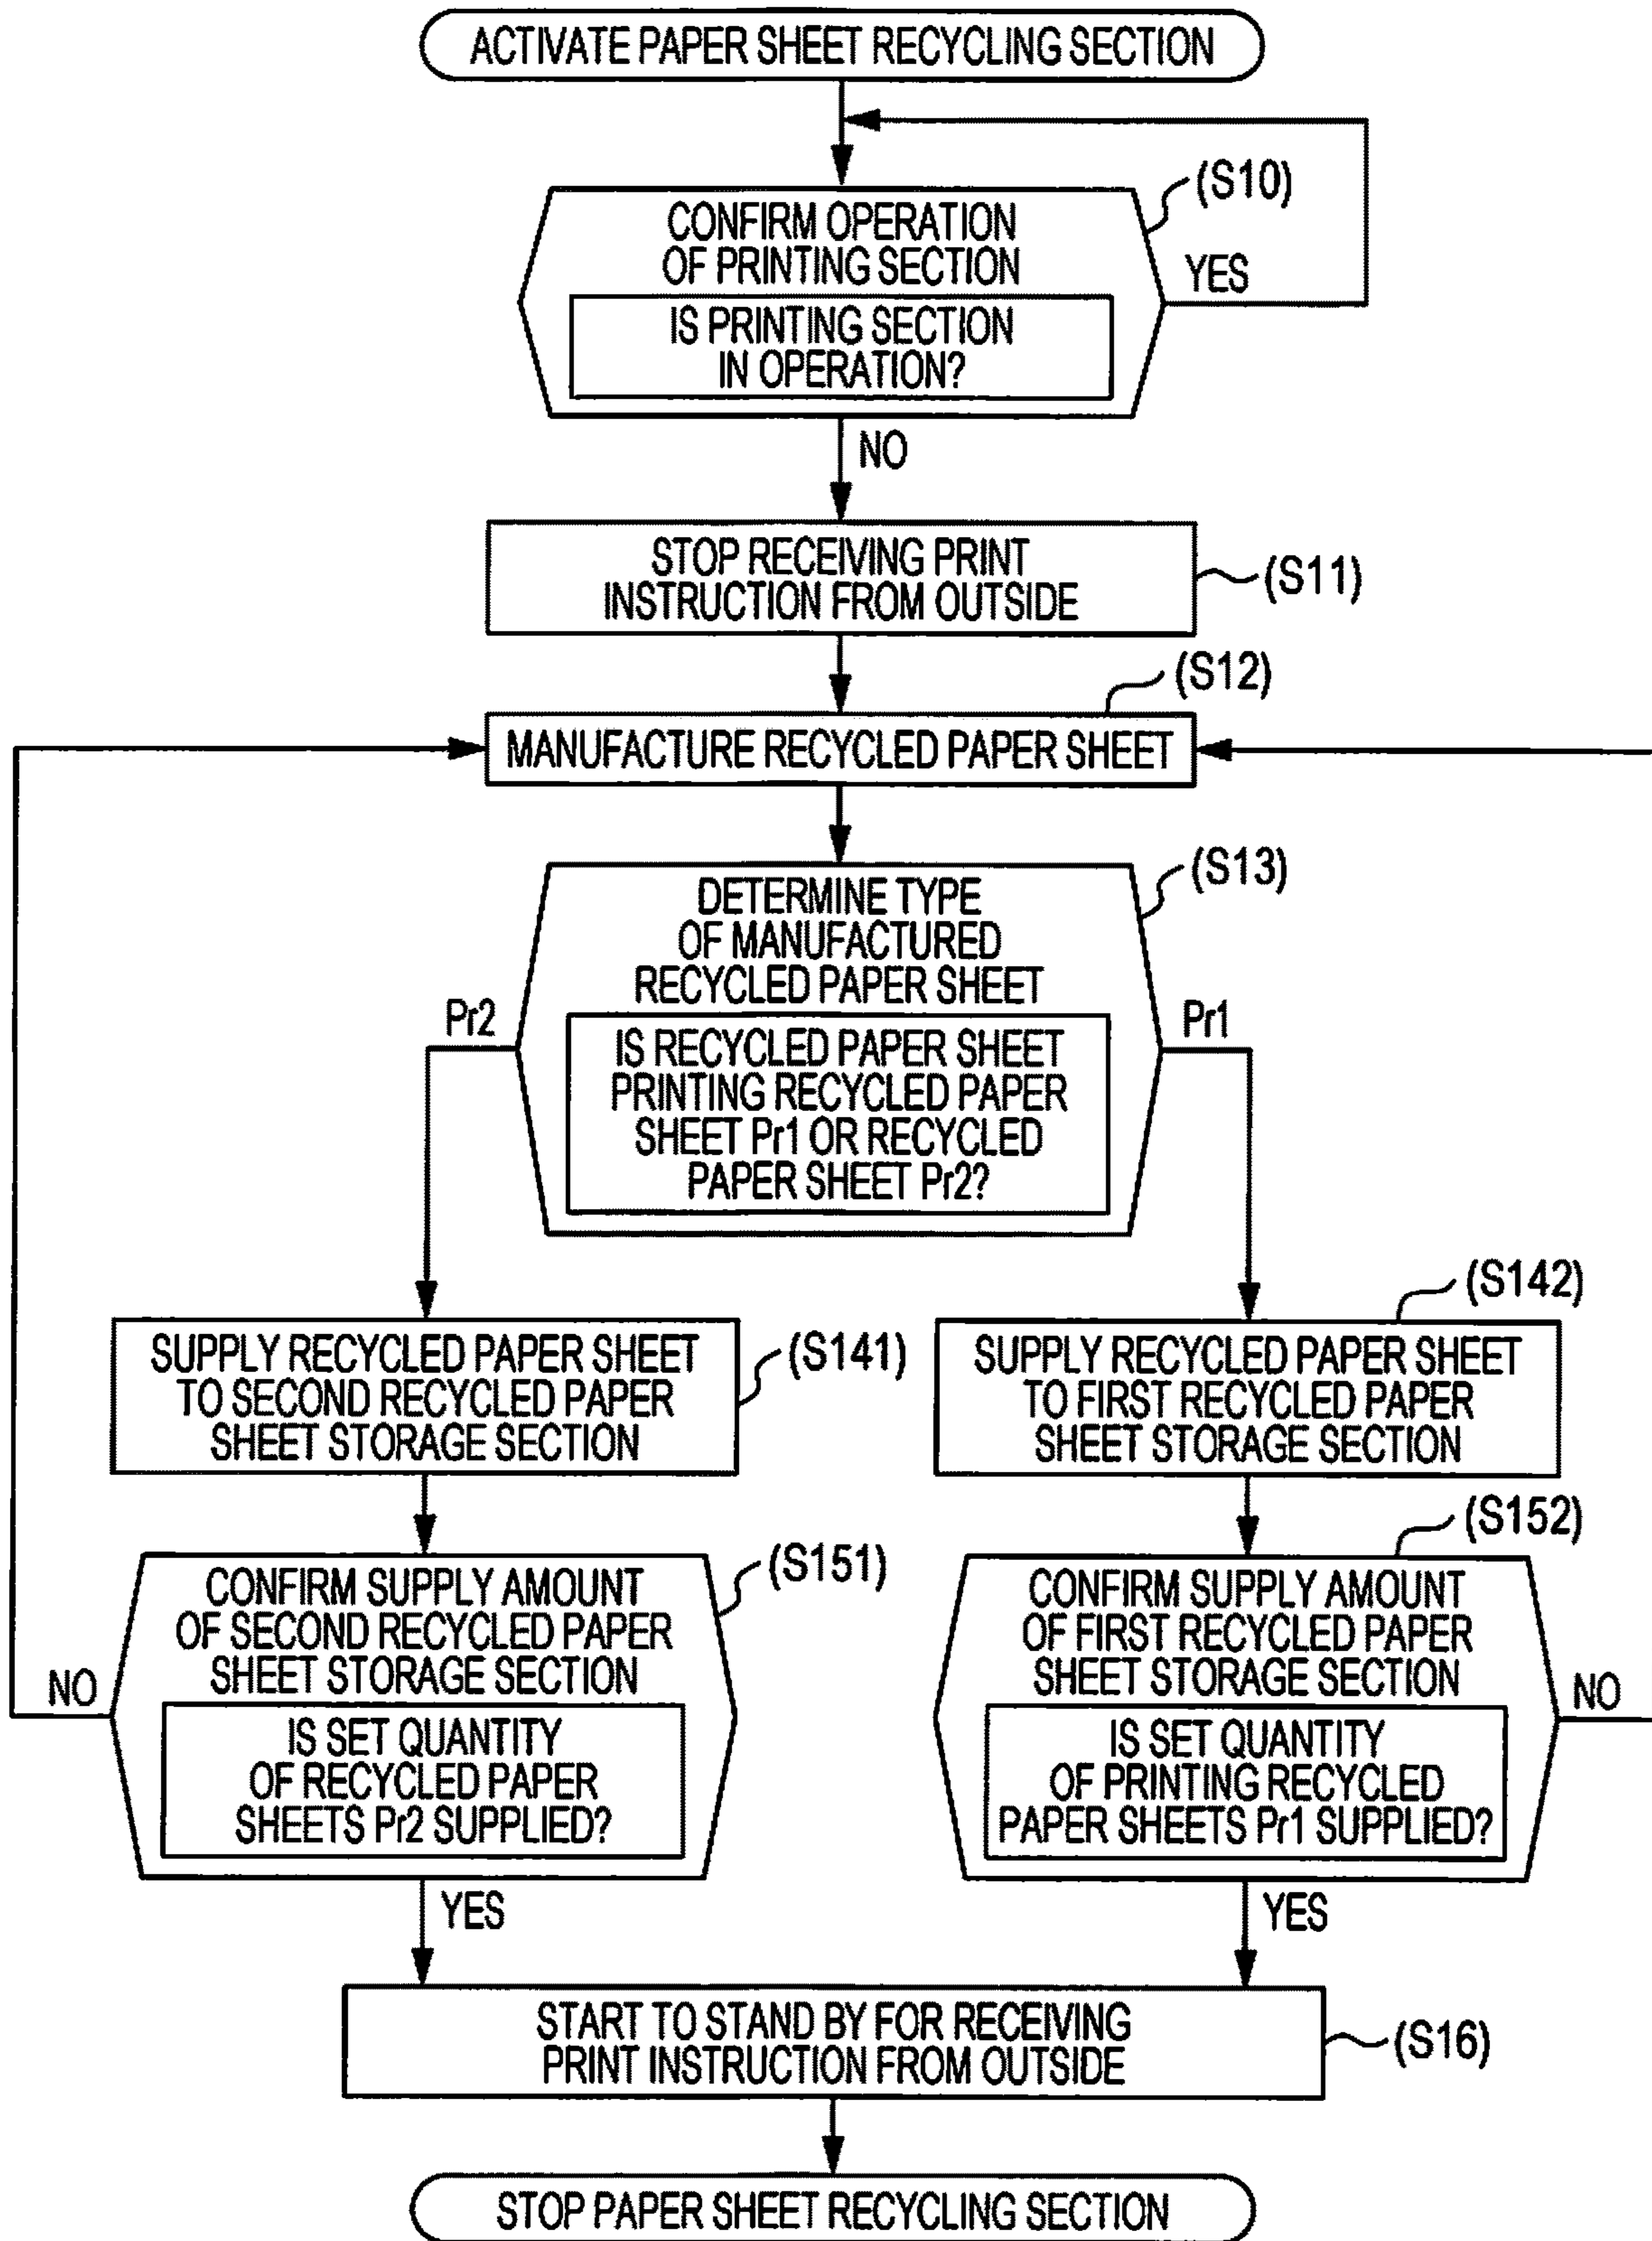 ACTIVATE PAPER SHEET RECYCLING SECTION
(S10)
CONFIRM OPERATION
OF PRINTING SECTION
YES
IS PRINTING SECTION
IN OPERATION?
NO
STOP RECEIVING PRINT
INSTRUCTION FROM OUTSIDE
(S11)
(S12)
MANUFACTURE RECYCLED PAPER SHEET
(S13)
DETERMINE TYPE
OF MANUFACTURED
RECYCLED PAPER SHEET
Pr2
Pr1
IS RECYCLED PAPER SHEET
PRINTING RECYCLED PAPER
SHEET Pr1 OR RECYCLED
PAPER SHEET Pr2?
SUPPLY RECYCLED PAPER SHEET
TO SECOND RECYCLED PAPER
SHEET STORAGE SECTION
(S141)
(S142)
SUPPLY RECYCLED PAPER SHEET
TO FIRST RECYCLED PAPER
SHEET STORAGE SECTION
(S151)
CONFIRM SUPPLY AMOUNT
OF SECOND RECYCLED PAPER
SHEET STORAGE SECTION
NO
IS SET QUANTITY
OF RECYCLED PAPER
SHEETS Pr2 SUPPLIED?
YES
(S152)
CONFIRM SUPPLY AMOUNT
OF FIRST RECYCLED PAPER
SHEET STORAGE SECTION
NO
IS SET QUANTITY
OF PRINTING RECYCLED
PAPER SHEETS Pr1 SUPPLIED?
YES
START TO STAND BY FOR RECEIVING
PRINT INSTRUCTION FROM OUTSIDE
(S16)
STOP PAPER SHEET RECYCLING SECTION